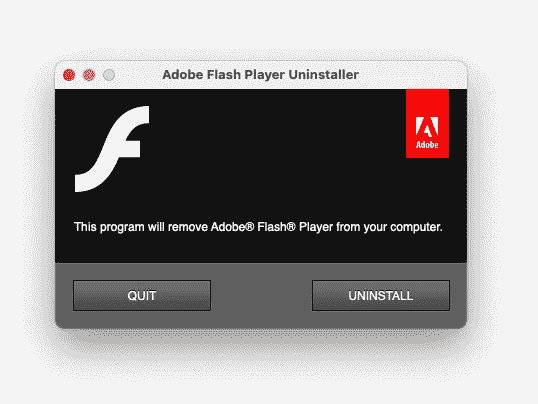 Adobe Flash Player Uninstaller
Adobe
This program will remove Adobe® Flash® Player from your computer.
QUIT
UNINSTALL